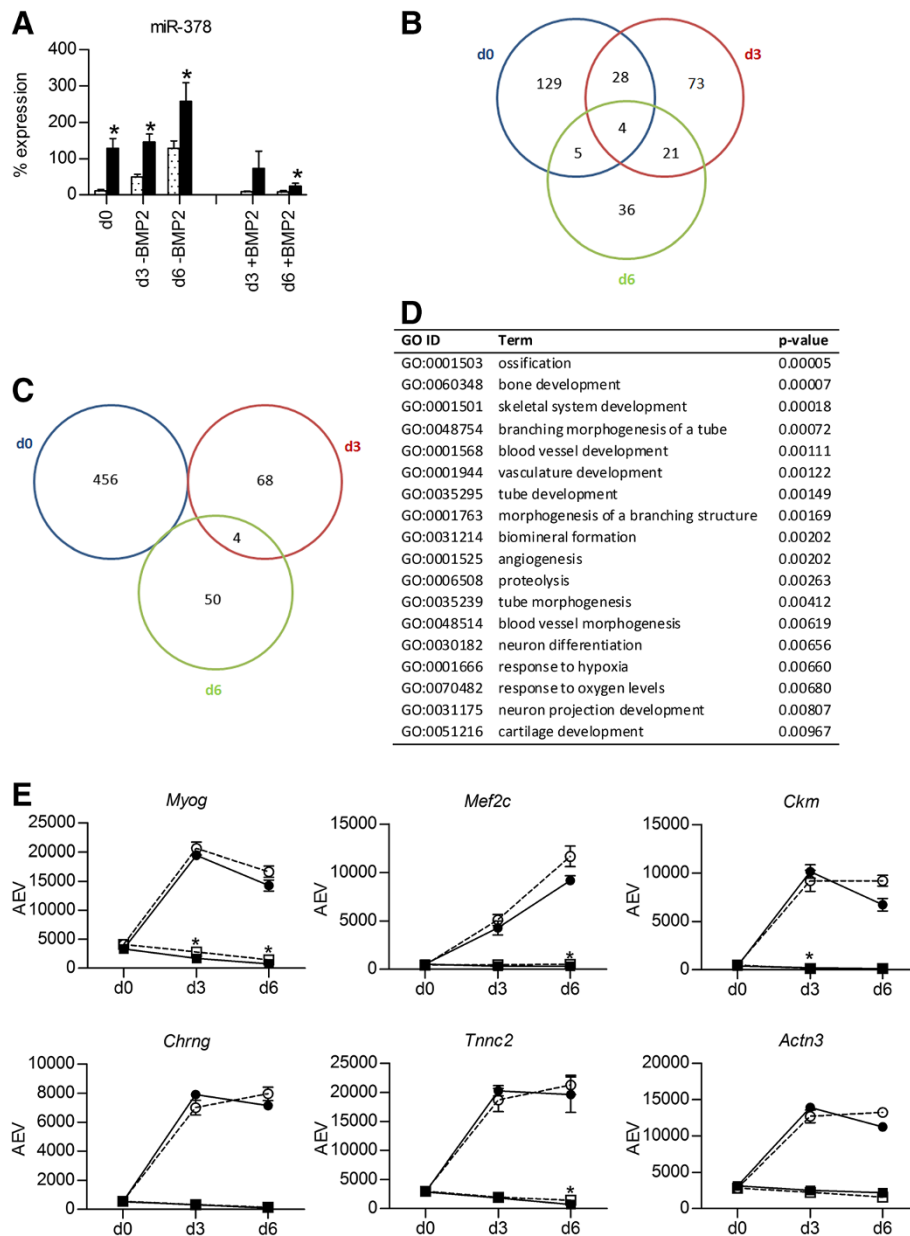 A
miR-378
% expression
400
300
200
100
0
*
*
*
*
d0
d3 -BMP2
d6 -BMP2
d3 +BMP2
d6 +BMP2
B
d0
d3
129
28
73
4
5
21
36
d6
C
d0
d3
456
68
4
50
d6
D
GO ID Term p-value
GO:0001503 ossification 0.00005
GO:0060348 bone development 0.00007
GO:0001501 skeletal system development 0.00018
GO:0048754 branching morphogenesis of a tube 0.00072
GO:0001568 blood vessel development 0.00111
GO:0001944 vasculature development 0.00122
GO:0035295 tube development 0.00149
GO:0001763 morphogenesis of a branching structure 0.00169
GO:0031214 biomineral formation 0.00202
GO:0001525 angiogenesis 0.00202
GO:0006508 proteolysis 0.00263
GO:0035239 tube morphogenesis 0.00412
GO:0048514 blood vessel morphogenesis 0.00619
GO:0030182 neuron differentiation 0.00656
GO:0001666 response to hypoxia 0.00660
GO:0070482 response to oxygen levels 0.00680
GO:0031175 neuron projection development 0.00807
GO:0051216 cartilage development 0.00967
E
Myog
AEV
25000
20000
15000
10000
5000
0
*
*
d0 d3 d6
Mef2c
AEV
15000
10000
5000
0
*
d0 d3 d6
Ckm
AEV
15000
10000
5000
0
*
d0 d3 d6
Chrng
AEV
10000
8000
6000
4000
2000
0
d0 d3 d6
Tnnc2
AEV
25000
20000
15000
10000
5000
0
*
d0 d3 d6
Actn3
AEV
20000
15000
10000
5000
0
d0 d3 d6